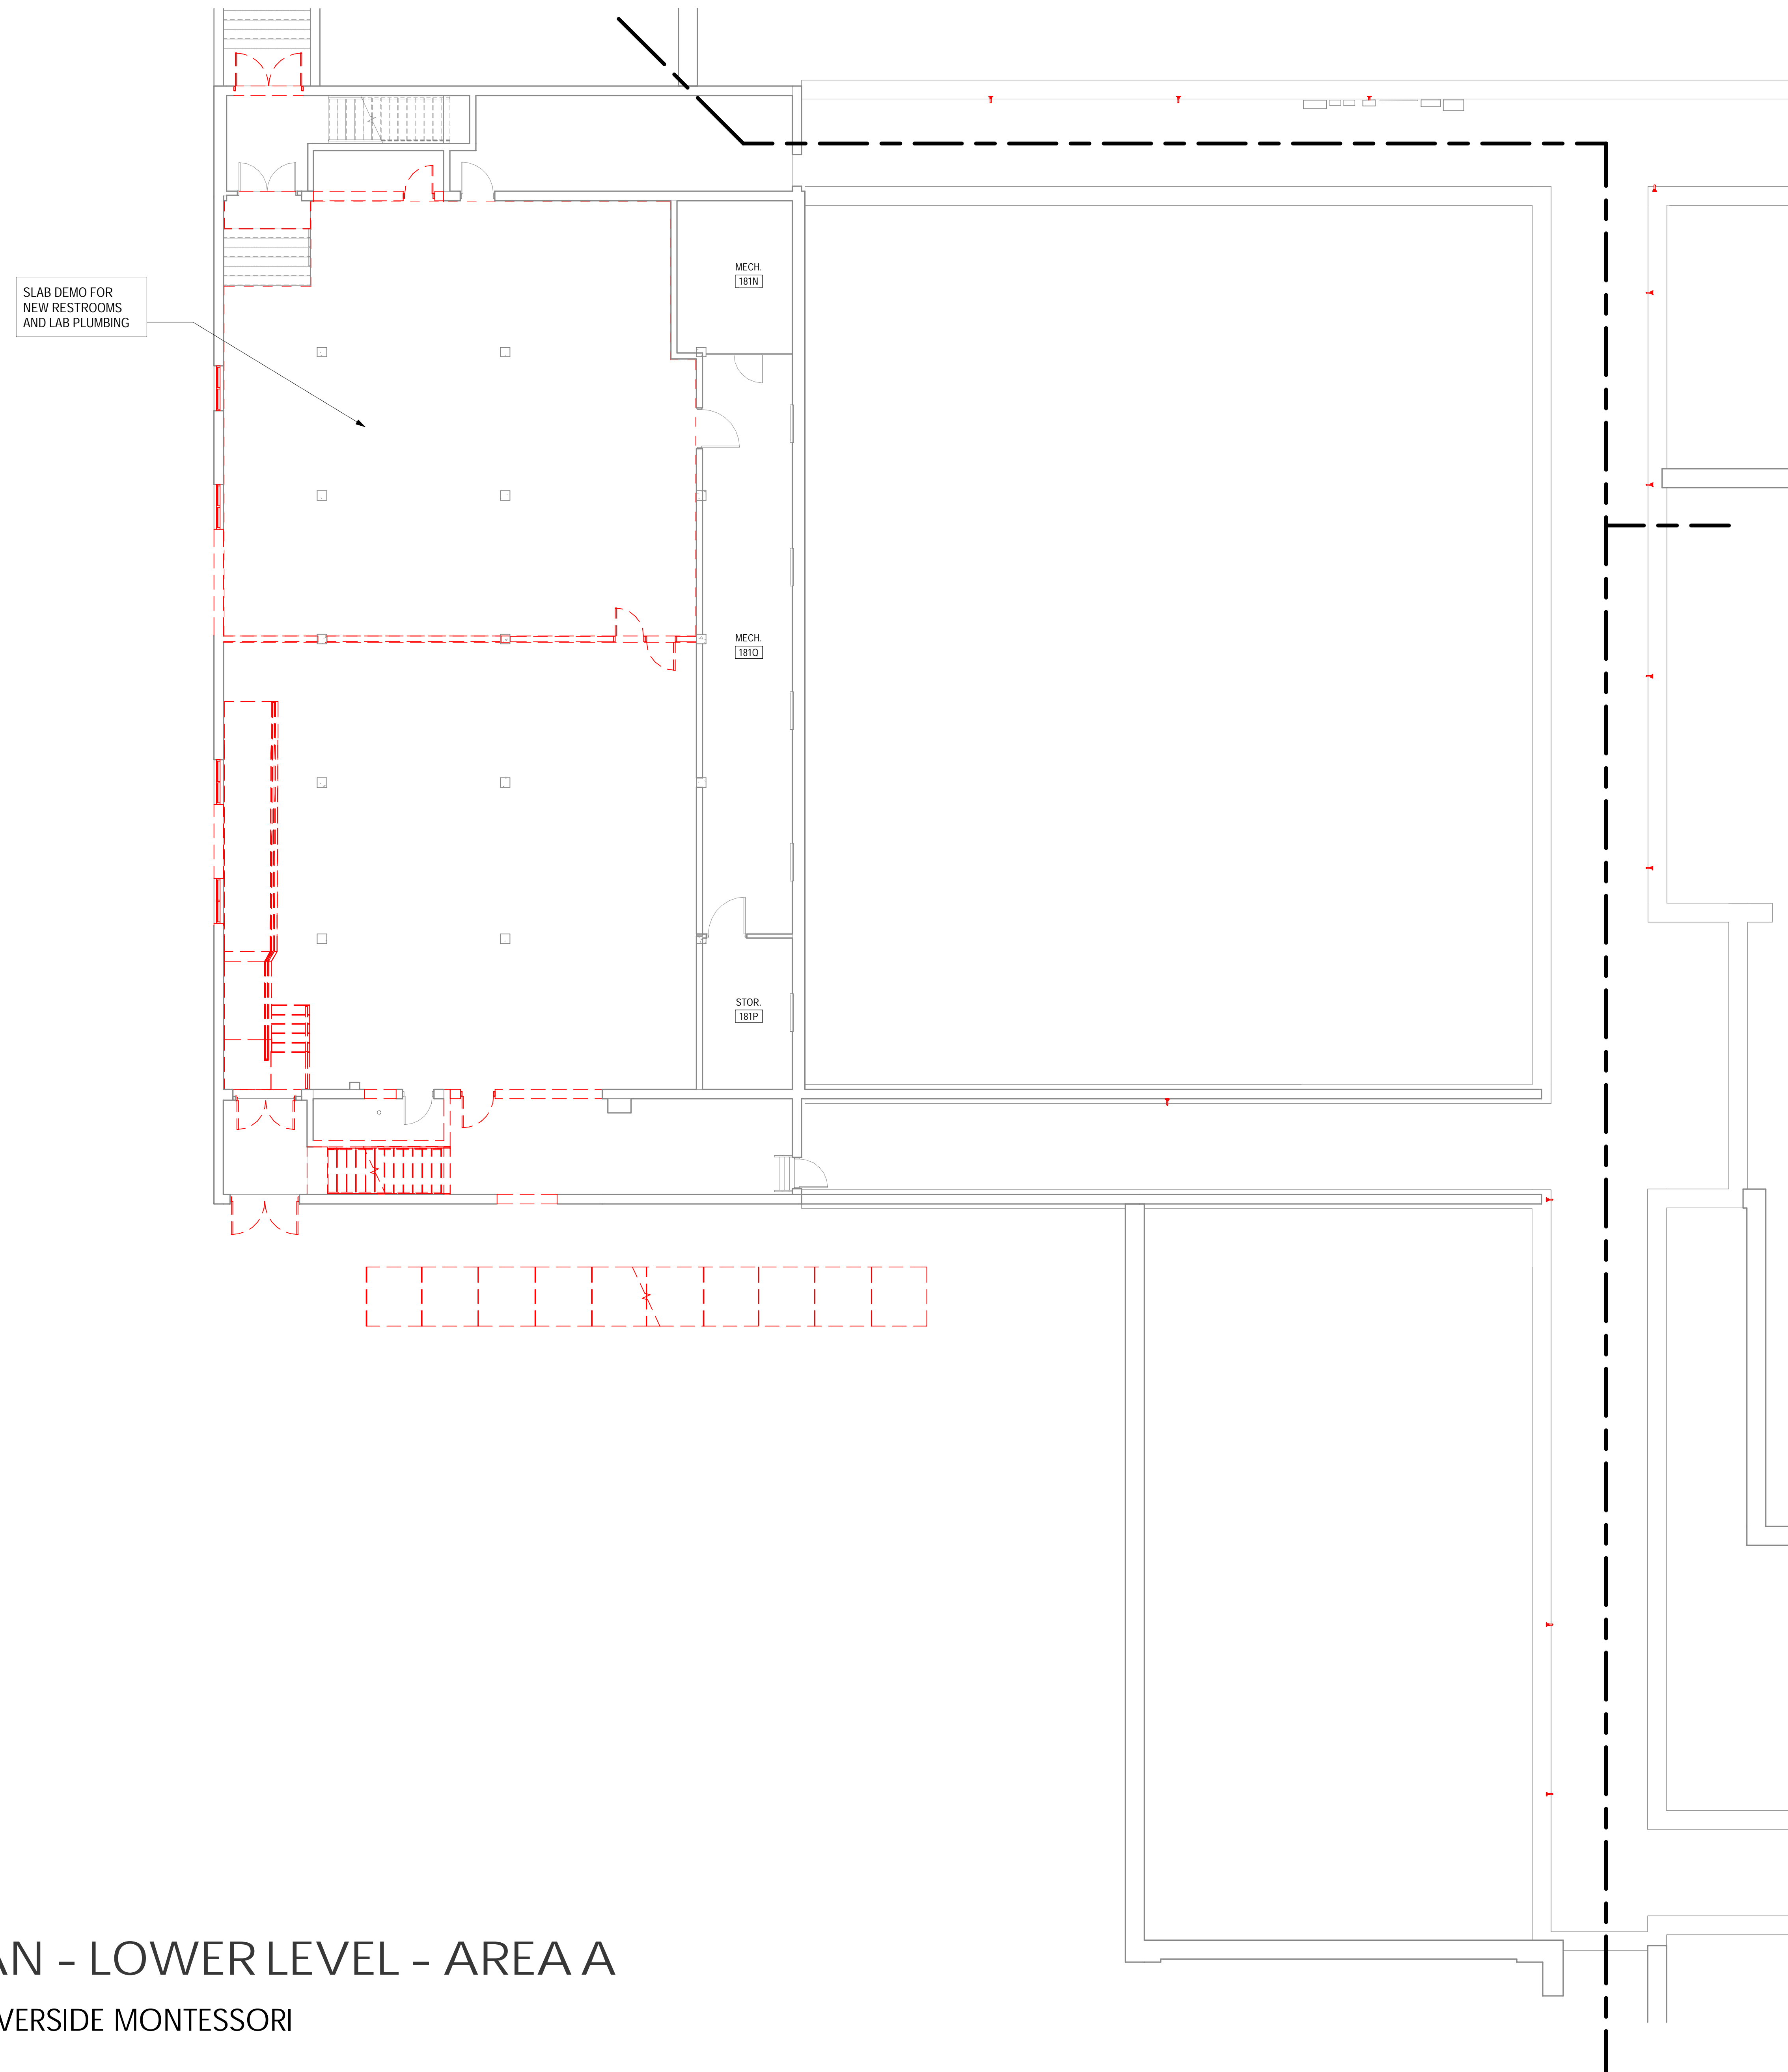 MECH.
181N
SLAB DEMO FOR
NEW RESTROOMS
AND LAB PLUMBING
MECH.
181Q
STOR.
181P
AN - LOWER LEVEL - AREA A
VERSIDE MONTESSORI